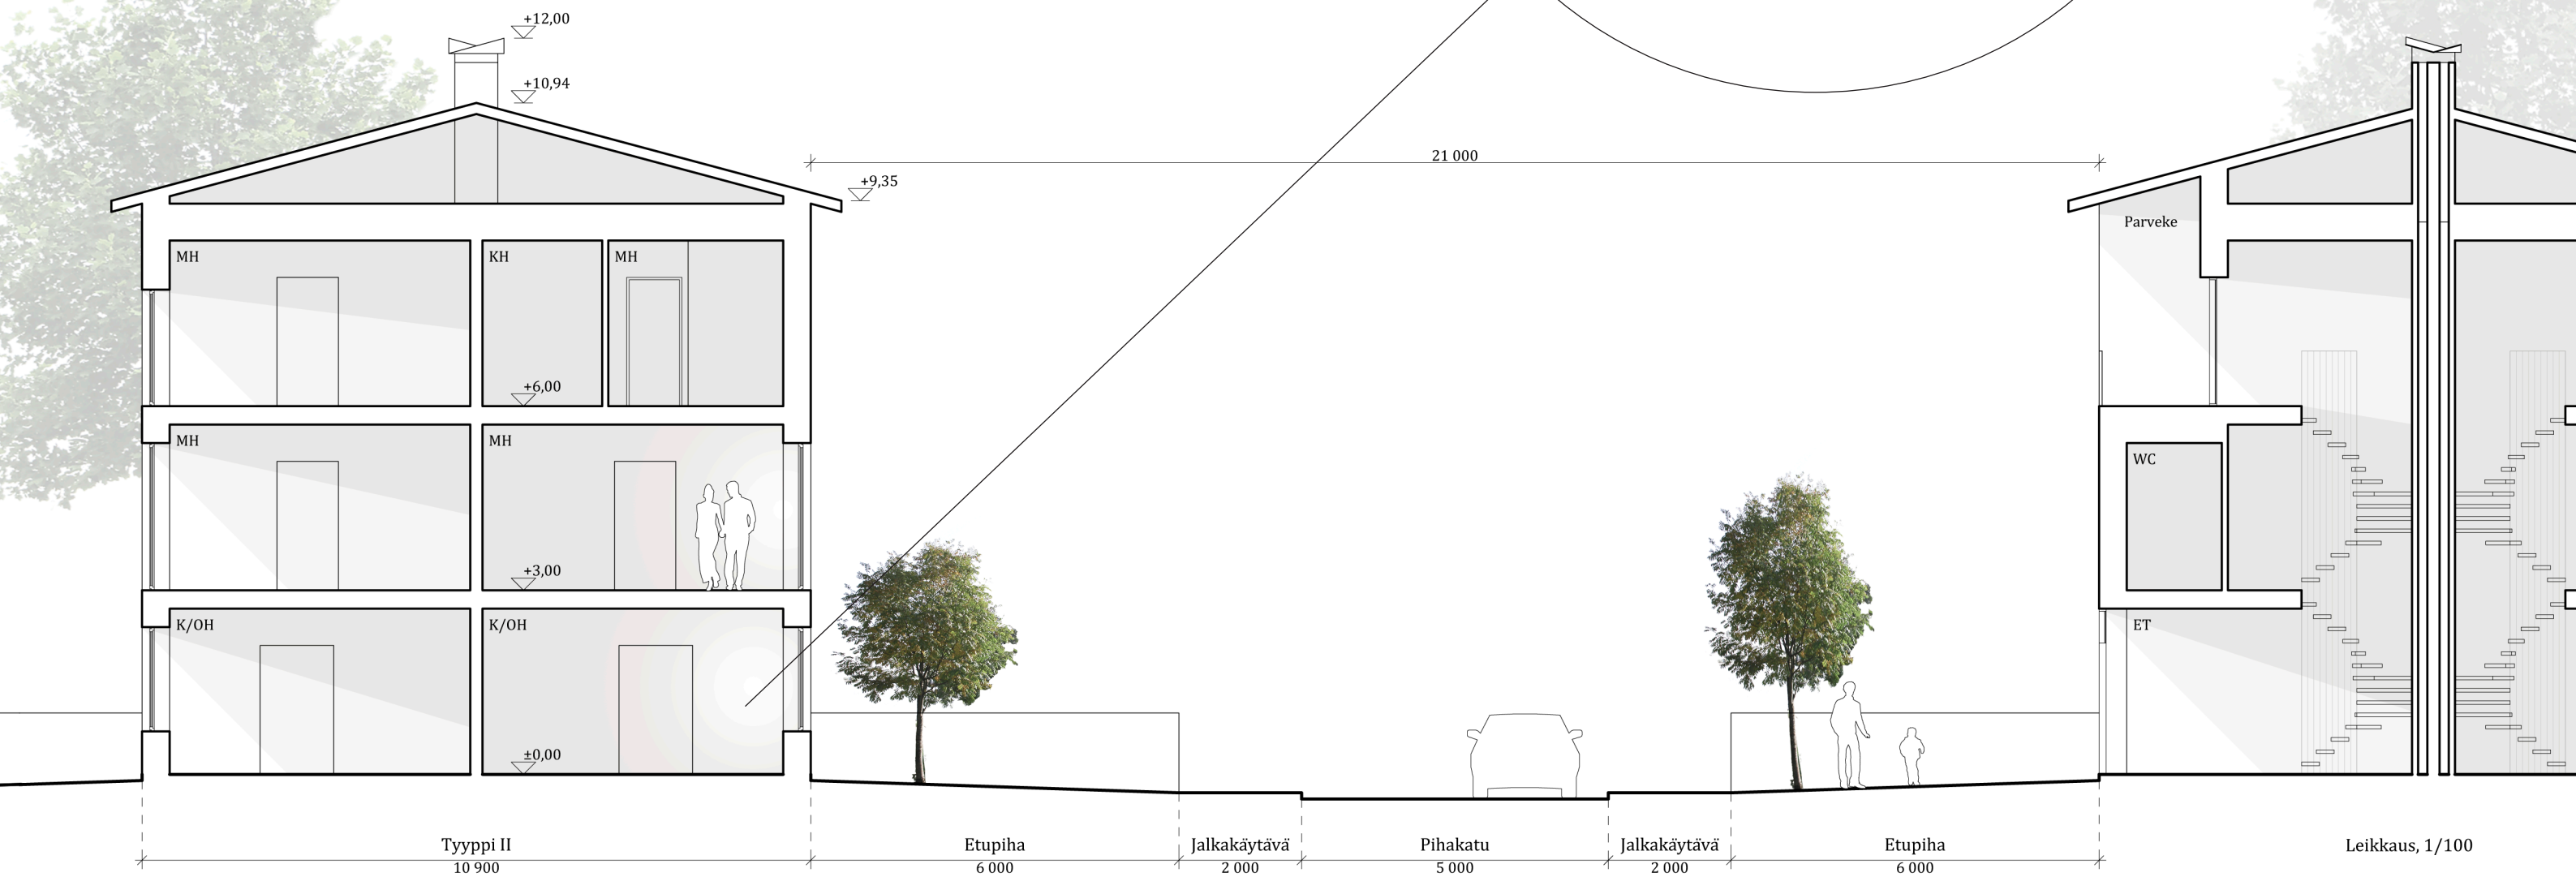 +12,00
+10,94
21 000
+9,35
Parveke
MH
KH
MH
+6,00
MH
MH
WC
+3,00
K/OH
K/OH
ET
±0,00
Tyyppi II
Etupiha
Jalkakäytävä
Pihakatu
Jalkakäytävä
Etupiha
Leikkaus, 1/100
10 900
6 000
2 000
5 000
2 000
6 000